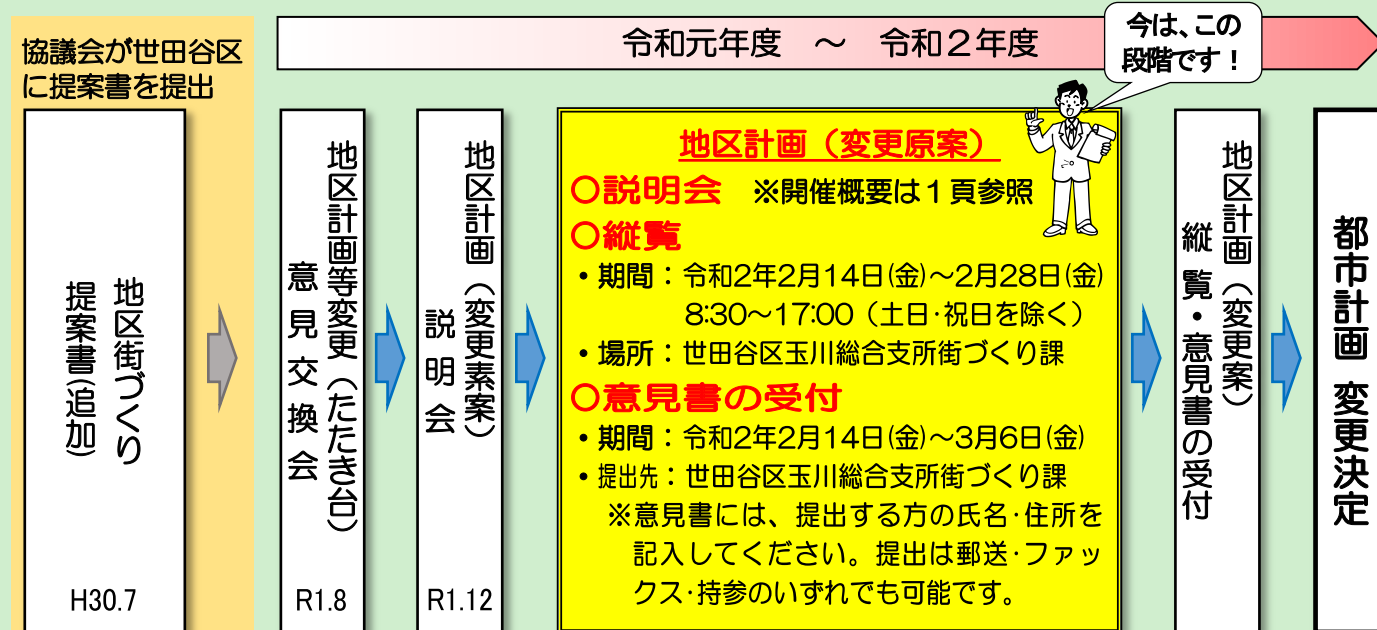 協議会が世田谷区
に提案書を提出
令和元年度 ～ 令和２年度
今は、この
段階です！
地区街づくり
提案書(追加)
H30.7
地区計画等変更（たたき台）
意見交換会
R1.8
地区計画（変更素案）
説明会
R1.12
地区計画（変更原案）
○説明会 ※開催概要は１頁参照
○縦覧
・期間：令和2年2月14日(金)～2月28日(金)
8:30～17:00（土日・祝日を除く）
・場所：世田谷区玉川総合支所街づくり課
○意見書の受付
・期間：令和2年2月14日(金)～3月6日(金)
・提出先：世田谷区玉川総合支所街づくり課
※意見書には、提出する方の氏名・住所を
記入してください。提出は郵送・ファッ
クス・持参のいずれでも可能です。
地区計画（変更案）
縦覧・意見書の受付
都市計画 変更決定